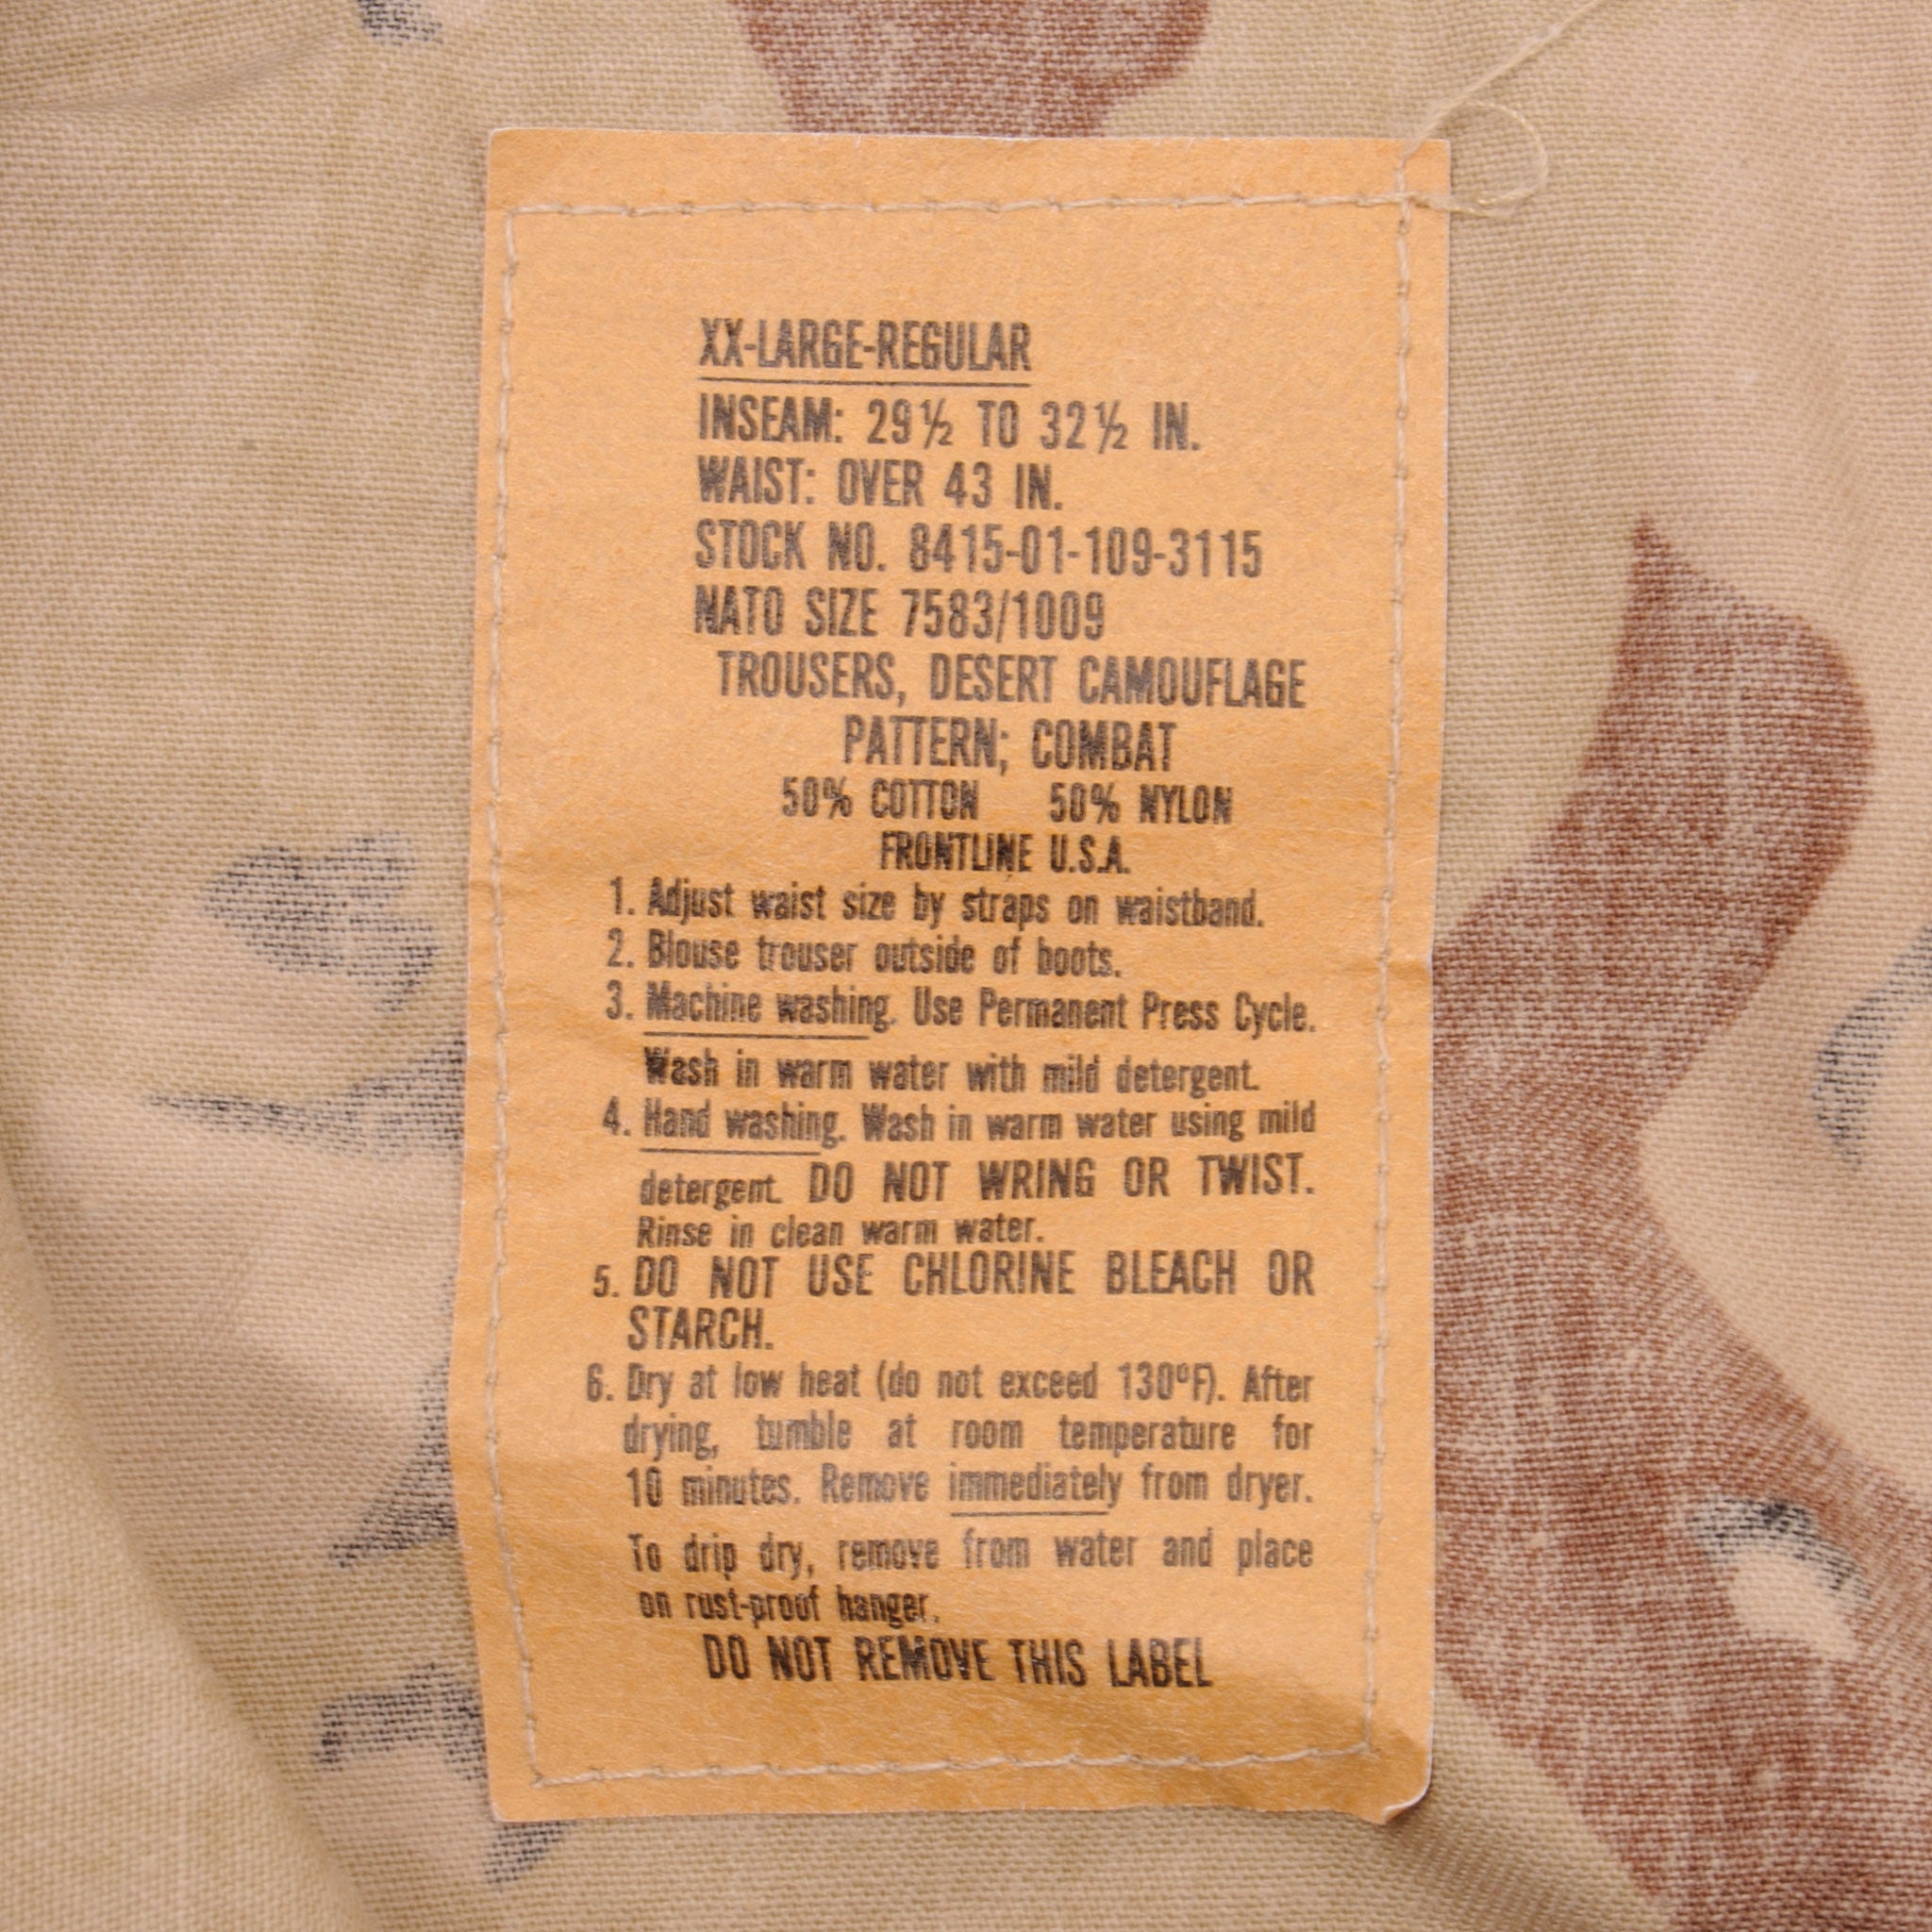 XX-LARGE-REGULAR
INSEAM: 29½ TO 32½ IN.
WAIST: OVER 43 IN.
STOCK NO. 8415-01-109-3115
NATO SIZE 7583/1009
TROUSERS, DESERT CAMOUFLAGE
PATTERN; COMBAT
50% COTTON 50% NYLON
FRONTLINE U.S.A.
1. Adjust waist size by straps on waistband.
2. Blouse trouser outside of boots.
3. Machine washing. Use Permanent Press Cycle.
Wash in warm water with mild detergent.
4. Hand washing. Wash in warm water using mild
detergent. DO NOT WRING OR TWIST.
Rinse in clean warm water.
5. DO NOT USE CHLORINE BLEACH OR
STARCH.
6. Dry at low heat (do not exceed 130ºF). After
drying, tumble at room temperature for
10 minutes. Remove immediately from dryer.
To drip dry, remove from water and place
on rust-proof hanger.
DO NOT REMOVE THIS LABEL